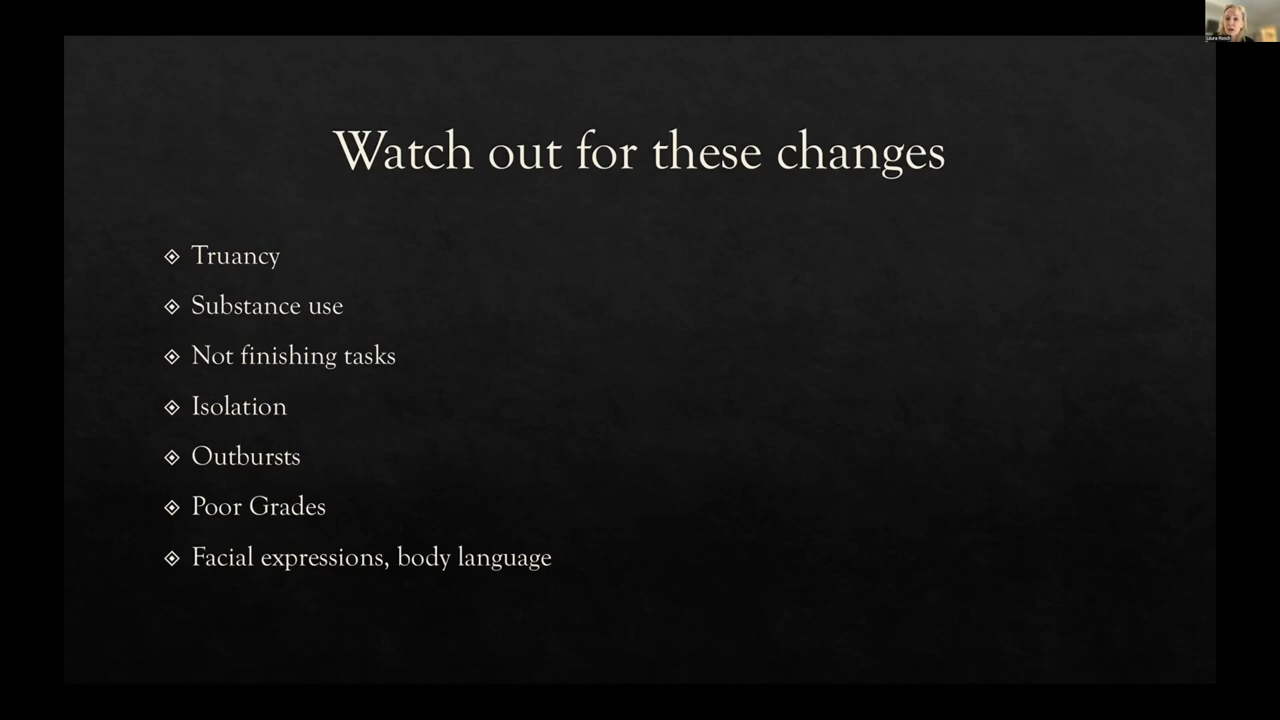 Watch out for these changes
Truancy
Substance use
Not finishing tasks
Isolation
Outbursts
Poor Grades
Facial expressions, body language